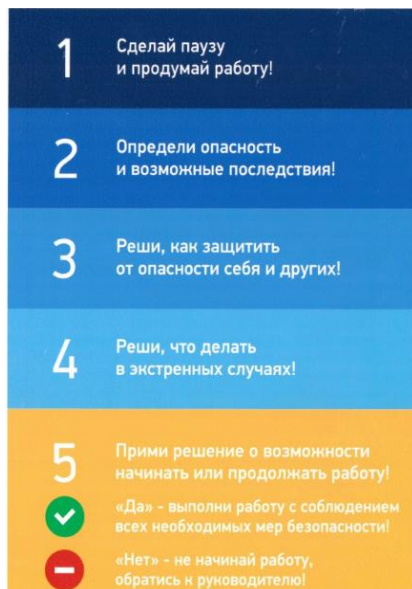 1
Сделай паузу
и продумай работу!
2
Определи опасность
и возможные последствия!
3
Реши, как защитить
от опасности себя и других!
4
Реши, что делать
в экстренных случаях!
5
Прими решение о возможности
начинать или продолжать работу!
«Да» - выполни работу с соблюдением
всех необходимых мер безопасности!
«Нет» - не начинай работу,
обратись к руководителю!